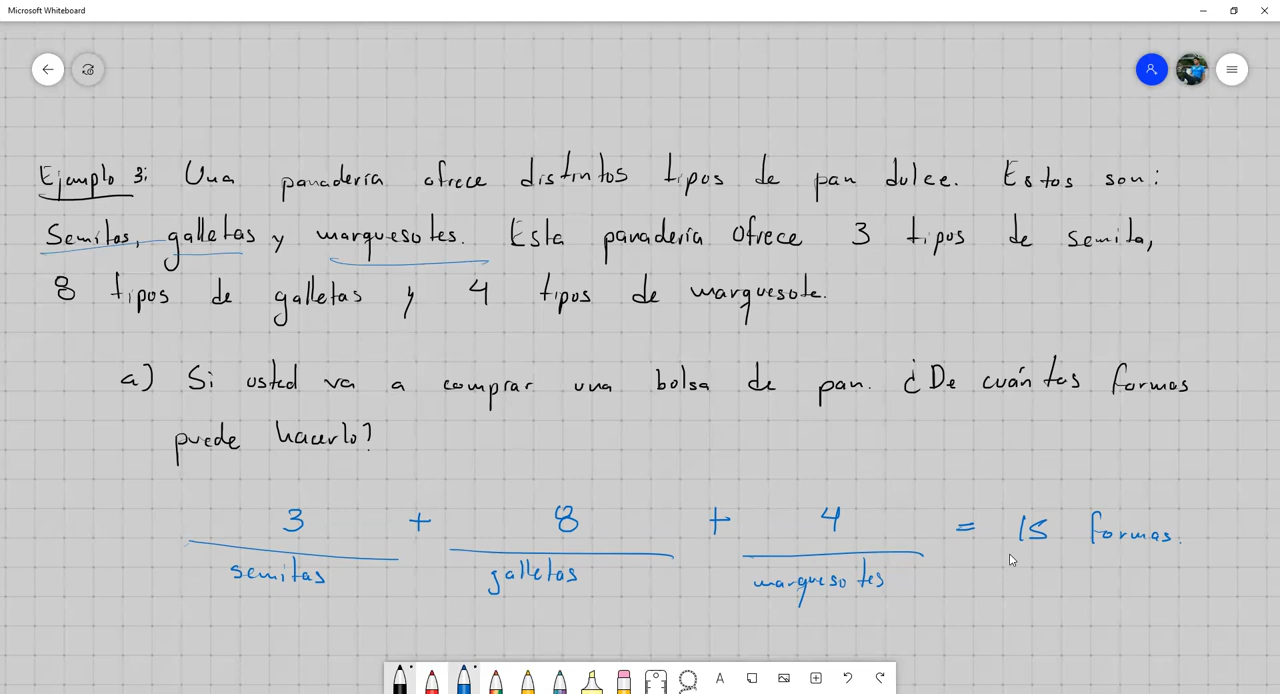 Microsoft Whiteboard
Ejemplo 3: Una panadería ofrece distintos tipos de pan dulce. Estos son:
Semitas, galletas y marquesotes. Esta panadería ofrece 3 tipos de semita,
8 tipos de galletas y 4 tipos de marquesote.
a) Si usted va a comprar una bolsa de pan. ¿De cuántas formas
puede hacerlo?
3 + 8 + 4 = 15 formas.
semitas galletas marquesotes
A